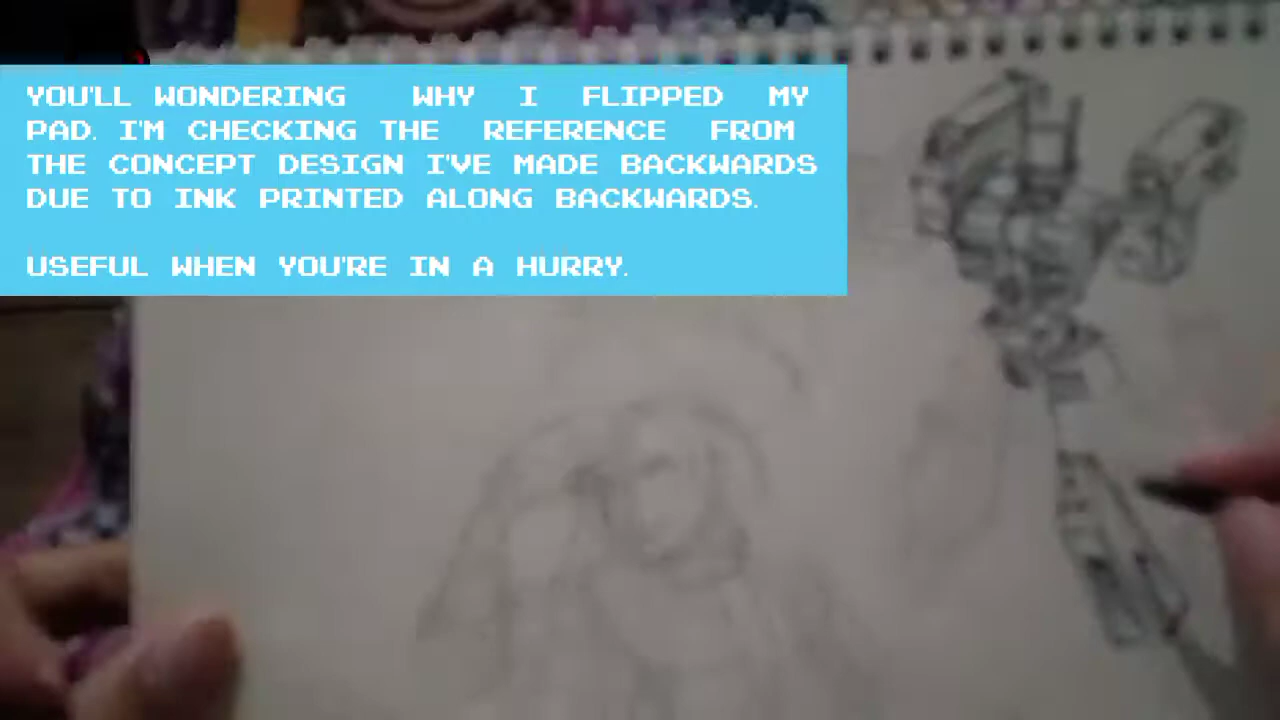 YOU'LL WONDERING WHY I FLIPPED MY
PAD. I'M CHECKING THE REFERENCE FROM
THE CONCEPT DESIGN I'VE MADE BACKWARDS
DUE TO INK PRINTED ALONG BACKWARDS.
USEFUL WHEN YOU'RE IN A HURRY.